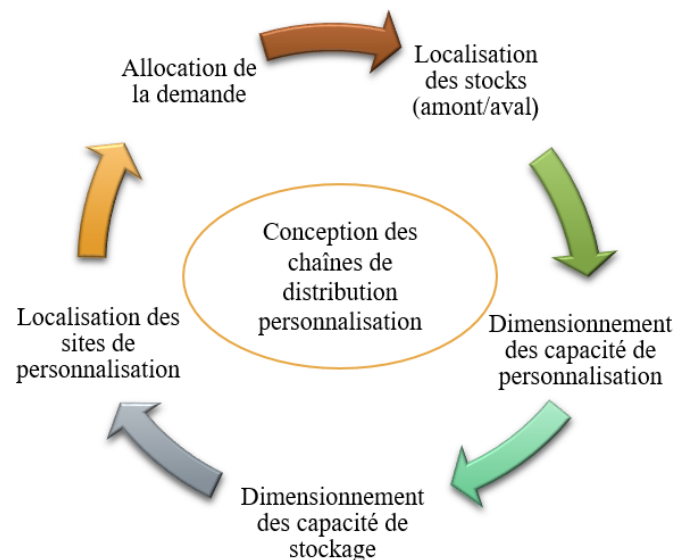 Allocation de
la demande
Localisation
des stocks
(amont/aval)
Conception des
chaînes de
distribution
personnalisation
Localisation des
sites de
personnalisation
Dimensionnement
des capacité de
personnalisation
Dimensionnement
des capacité de
stockage